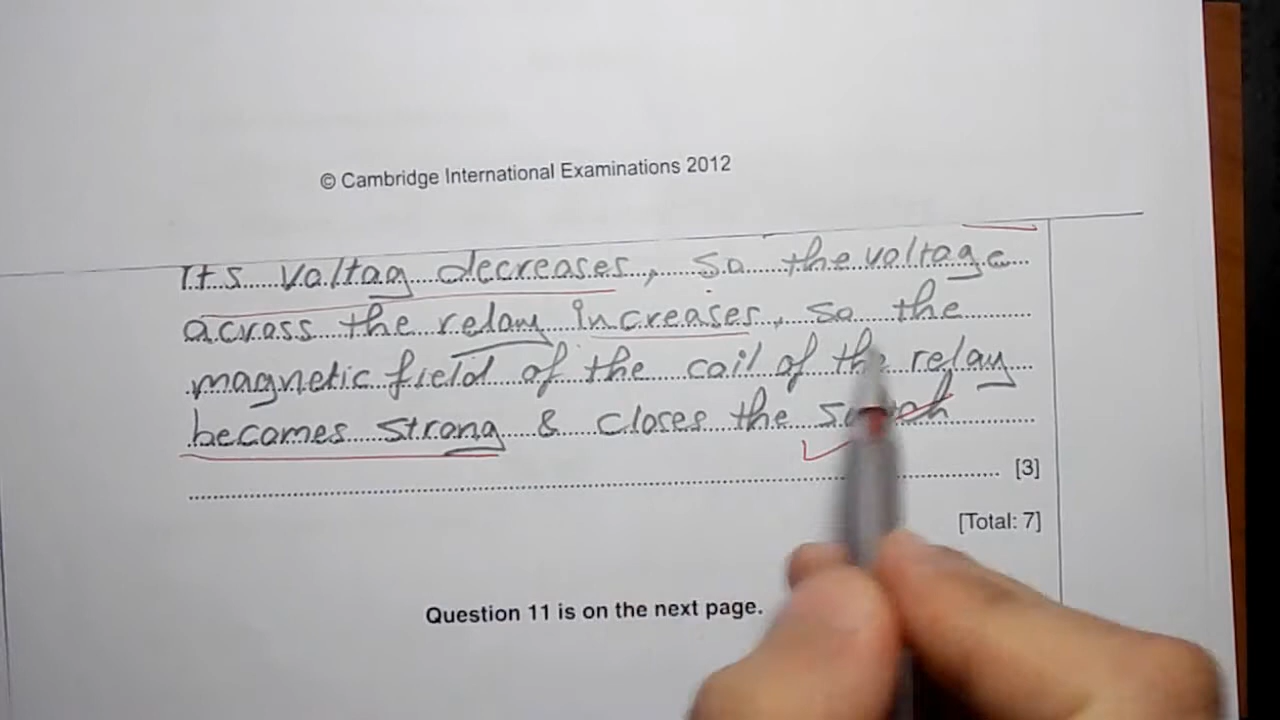 © Cambridge International Examinations 2012
Its voltag decreases, so the voltage
across the relay increases, so the
magnetic field of the coil of the relay
becomes strong & closes the
[3]
[Total: 7]
Question 11 is on the next page.